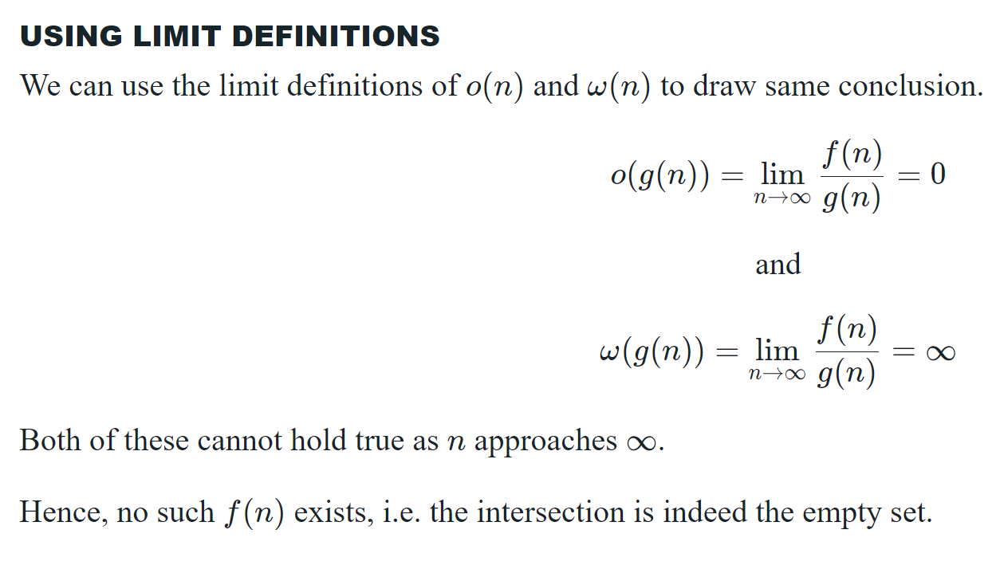 USING LIMIT DEFINITIONS
We can use the limit definitions of $o(n)$ and $\omega(n)$ to draw same conclusion.
$o(g(n)) = \lim_{n \to \infty} \frac{f(n)}{g(n)} = 0$
and
$\omega(g(n)) = \lim_{n \to \infty} \frac{f(n)}{g(n)} = \infty$
Both of these cannot hold true as $n$ approaches $\infty$.
Hence, no such $f(n)$ exists, i.e. the intersection is indeed the empty set.